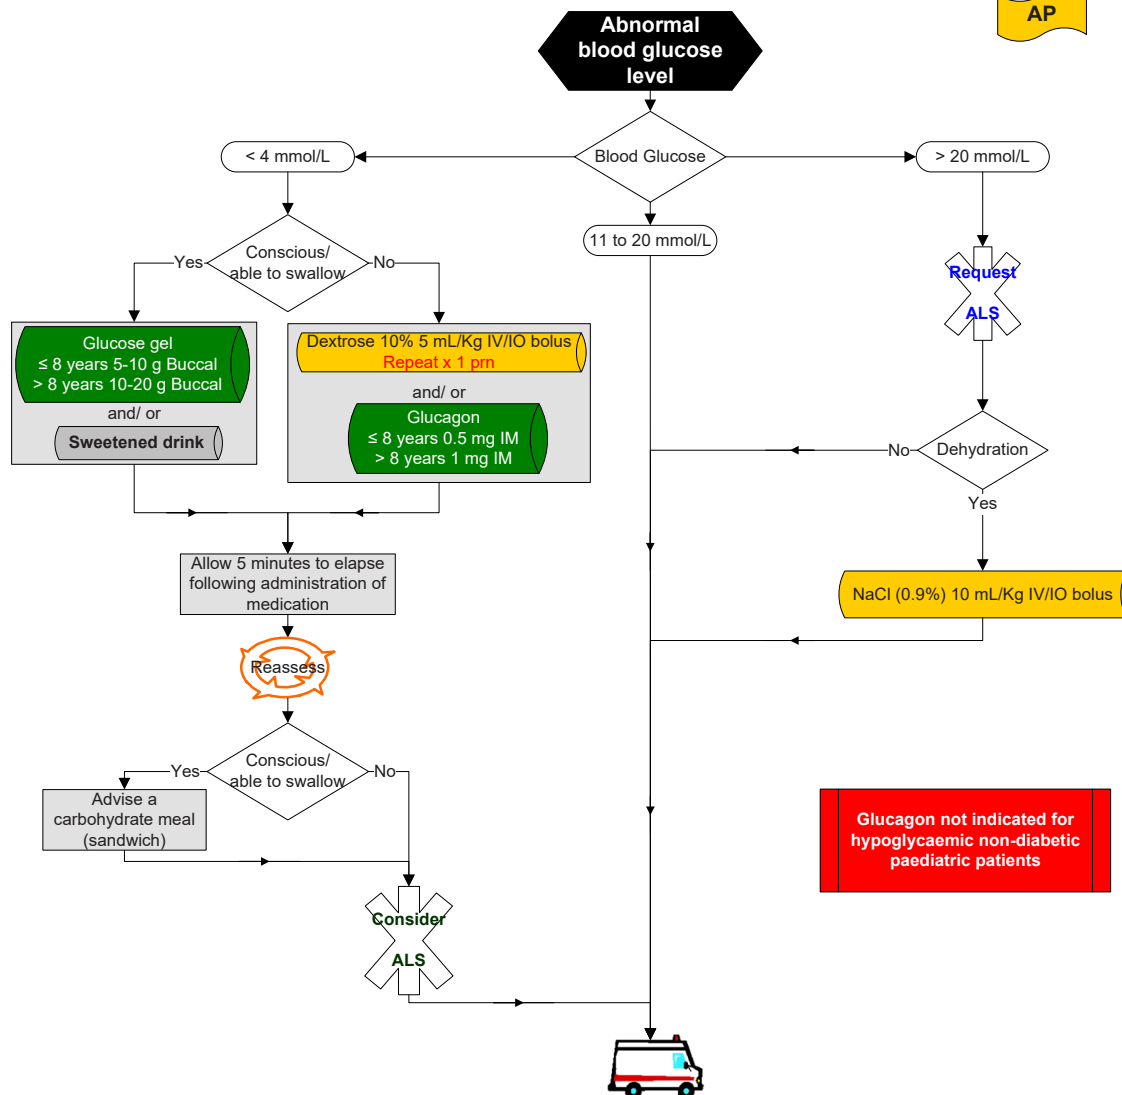 AP
Abnormal
blood glucose
level
< 4 mmol/L
Blood Glucose
> 20 mmol/L
11 to 20 mmol/L
Conscious/
able to swallow
Yes
No
Request
ALS
Glucose gel
≤ 8 years 5-10 g Buccal
> 8 years 10-20 g Buccal
and/ or
Sweetened drink
Dextrose 10% 5 mL/Kg IV/IO bolus
Repeat x 1 prn
and/ or
Glucagon
≤ 8 years 0.5 mg IM
> 8 years 1 mg IM
Dehydration
No
Yes
NaCl (0.9%) 10 mL/Kg IV/IO bolus
Allow 5 minutes to elapse
following administration of
medication
Reassess
Conscious/
able to swallow
Yes
No
Advise a
carbohydrate meal
(sandwich)
Consider
ALS
Glucagon not indicated for
hypoglycaemic non-diabetic
paediatric patients